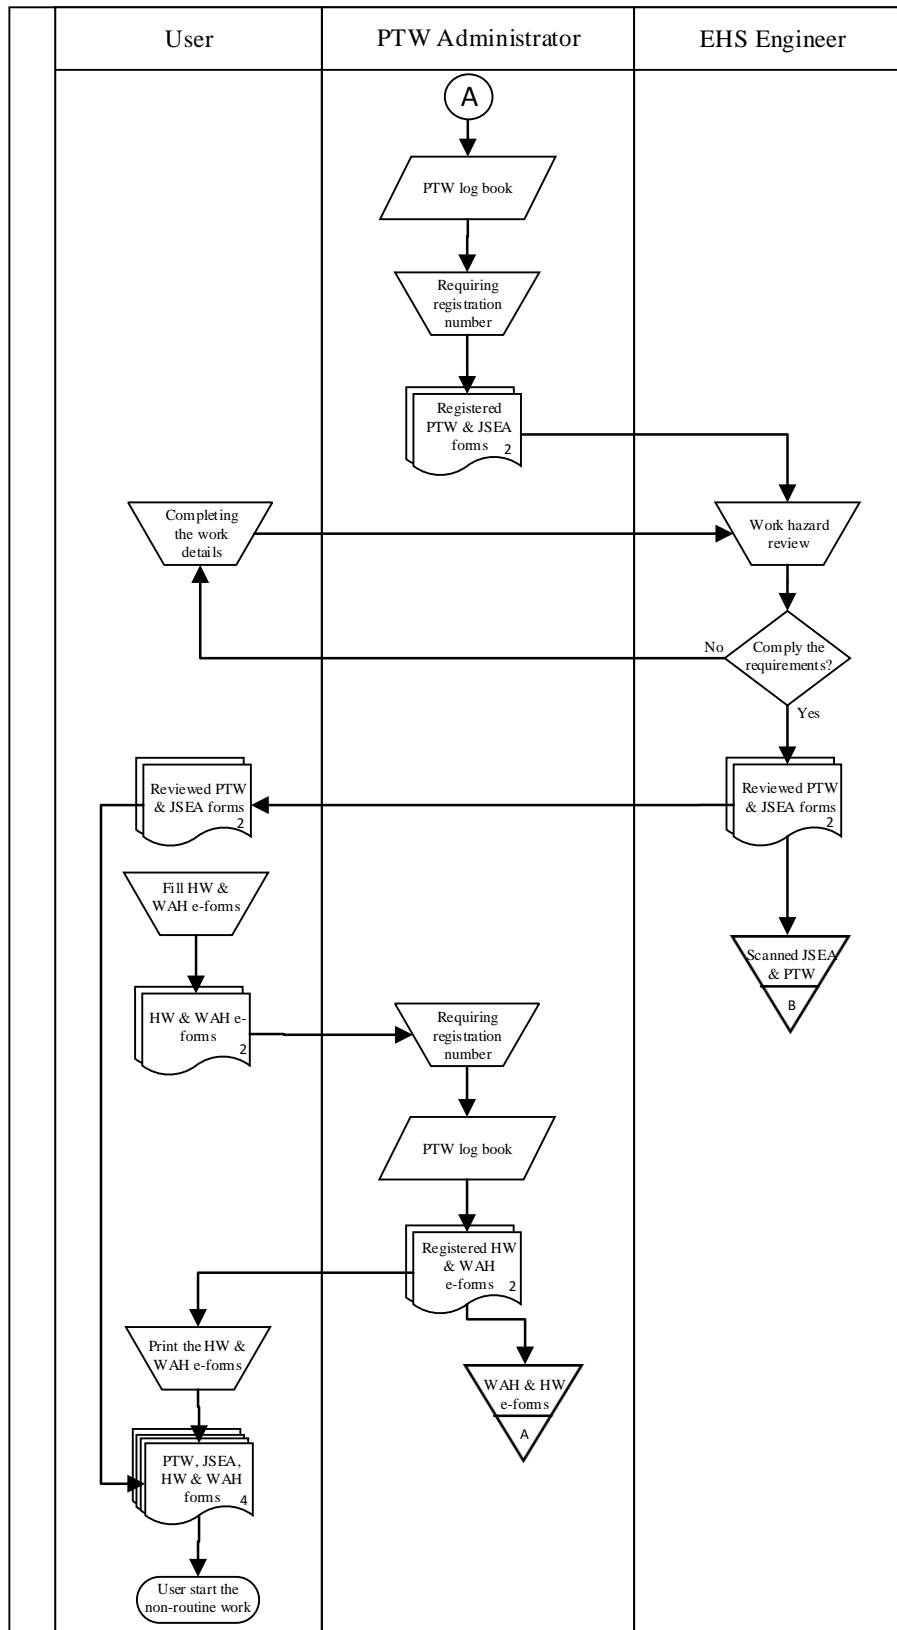 User
PTW Administrator
EHS Engineer
A
PTW log book
Requiring
registration
number
Registered
PTW & JSEA
forms
2
Completing
the work
details
Work hazard
review
No
Comply the
requirements?
Yes
Reviewed PTW
& JSEA forms
2
Reviewed PTW
& JSEA forms
2
Fill HW &
WAH e-forms
Scanned JSEA
& PTW
B
HW & WAH e-
forms
2
Requiring
registration
number
PTW log book
Registered HW
& WAH
e-forms
2
Print the HW &
WAH e-forms
WAH & HW
e-forms
A
PTW, JSEA,
HW & WAH
forms
4
User start the
non-routine work